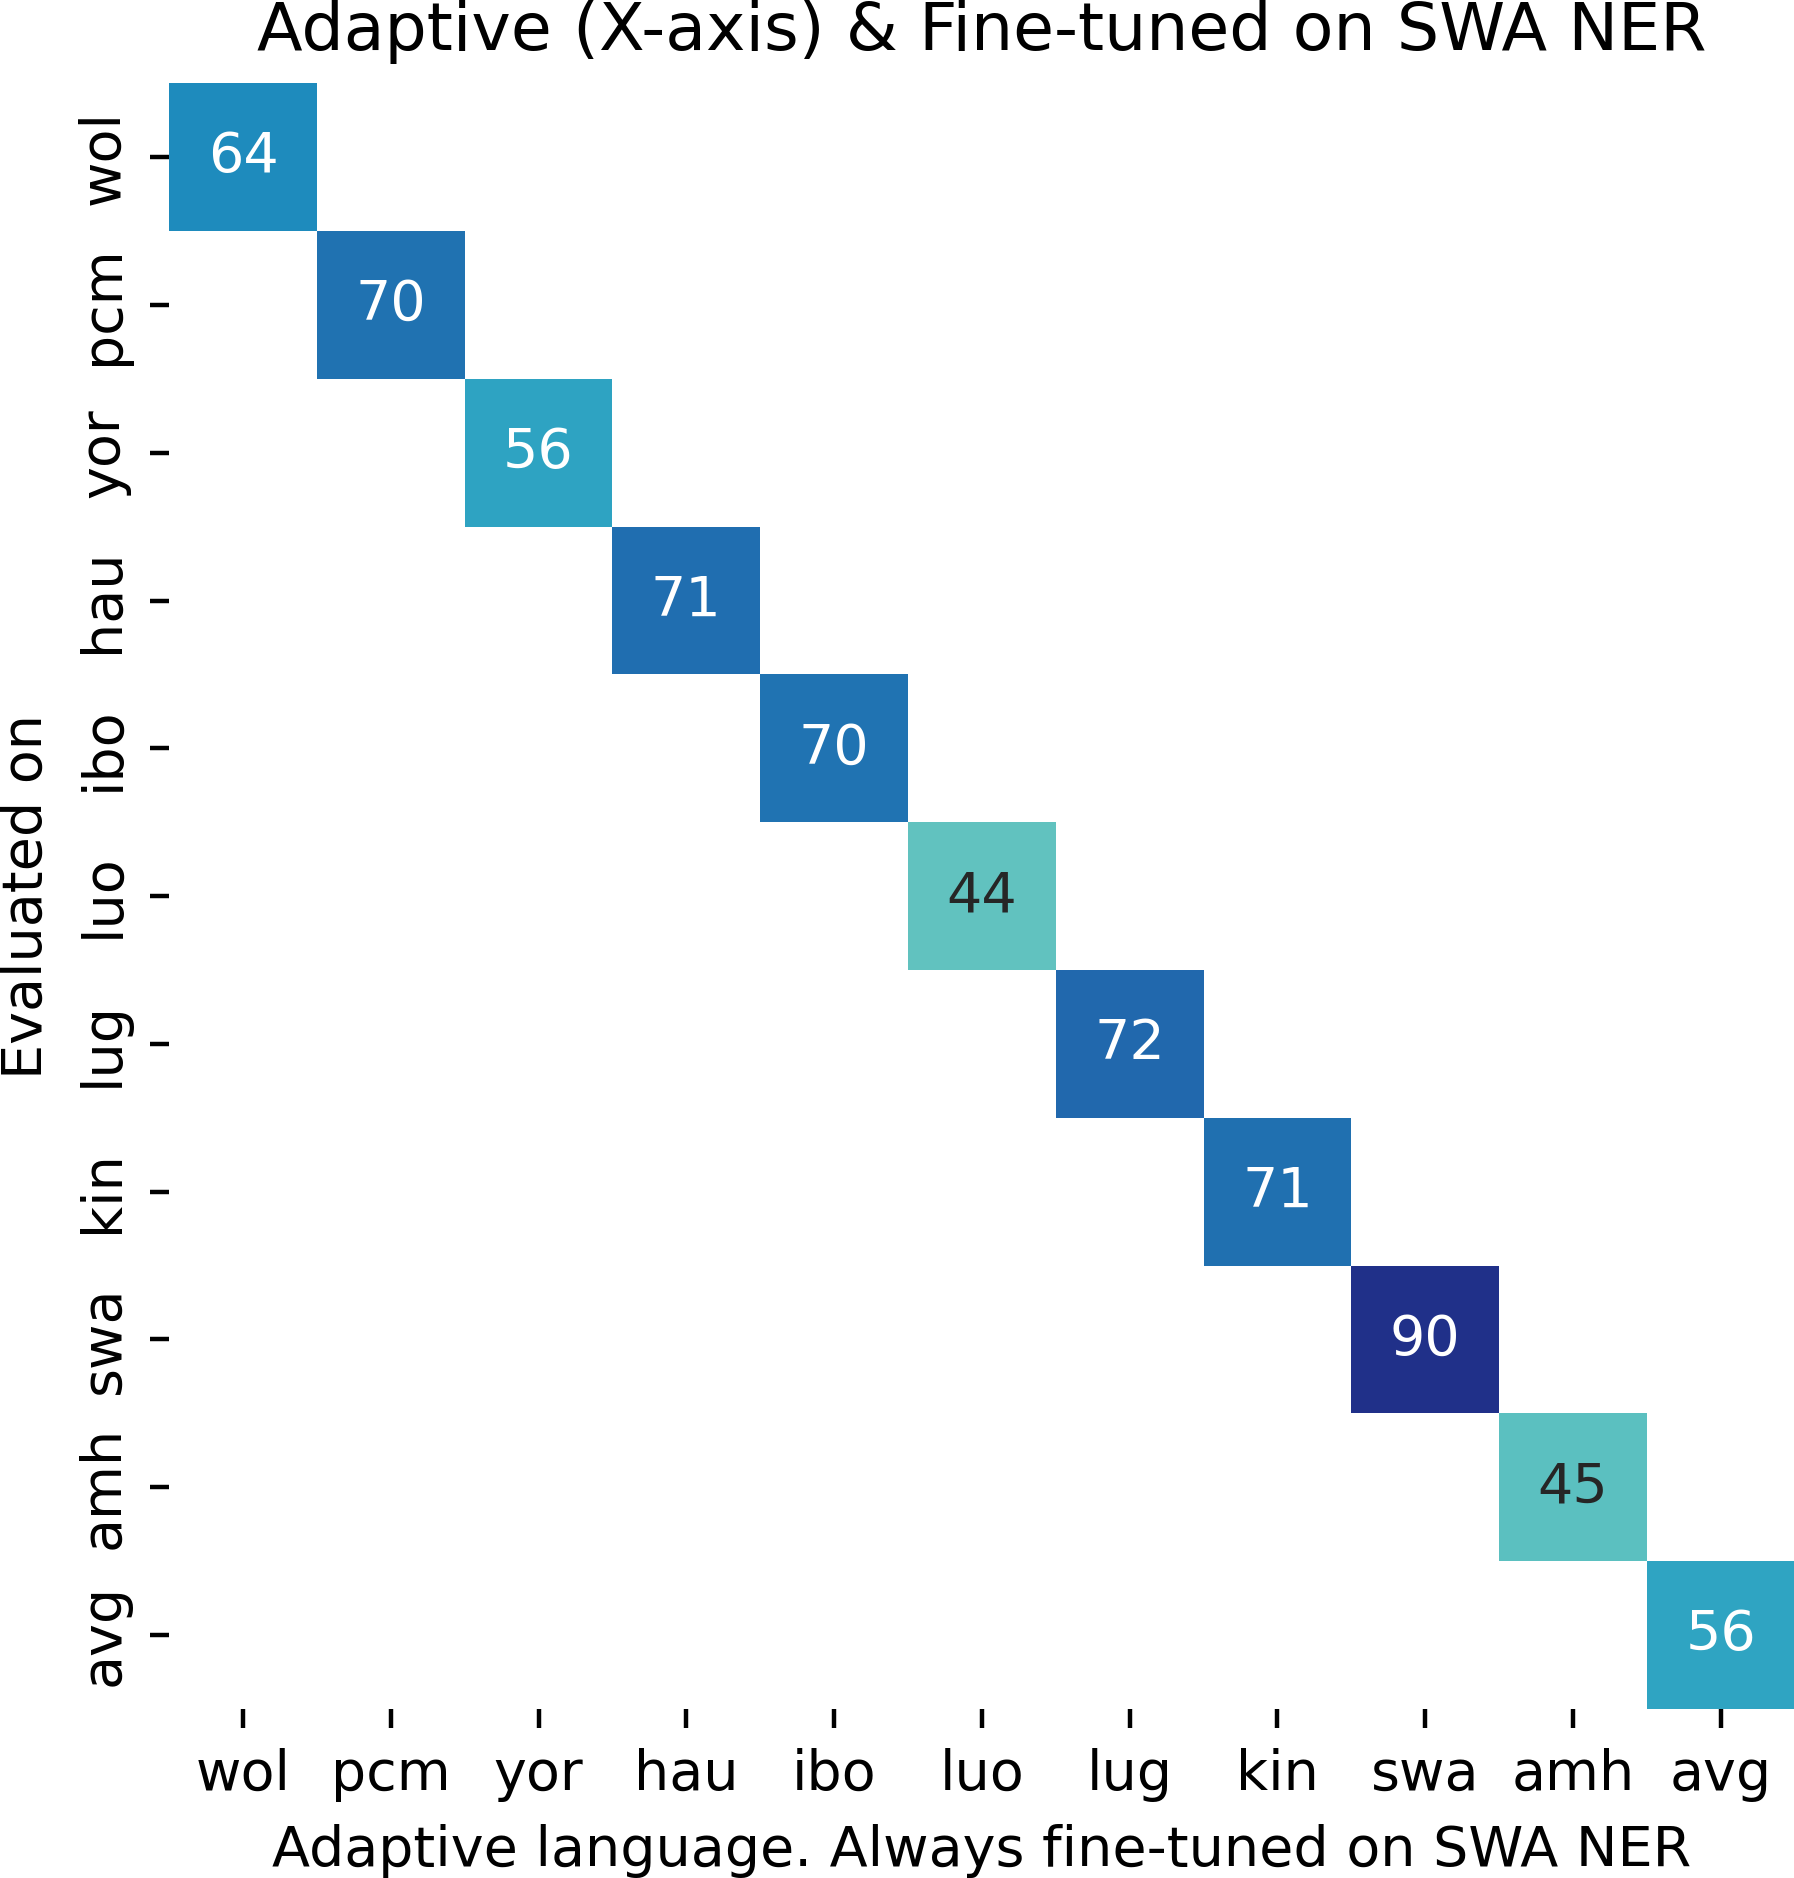 Adaptive (X-axis) & Fine-tuned on SWA NER
Evaluated on
wol 64
pcm 70
yor 56
hau 71
ibo 70
luo 44
lug 72
kin 71
swa 90
amh 45
avg 56
wol pcm yor hau ibo luo lug kin swa amh avg
Adaptive language. Always fine-tuned on SWA NER